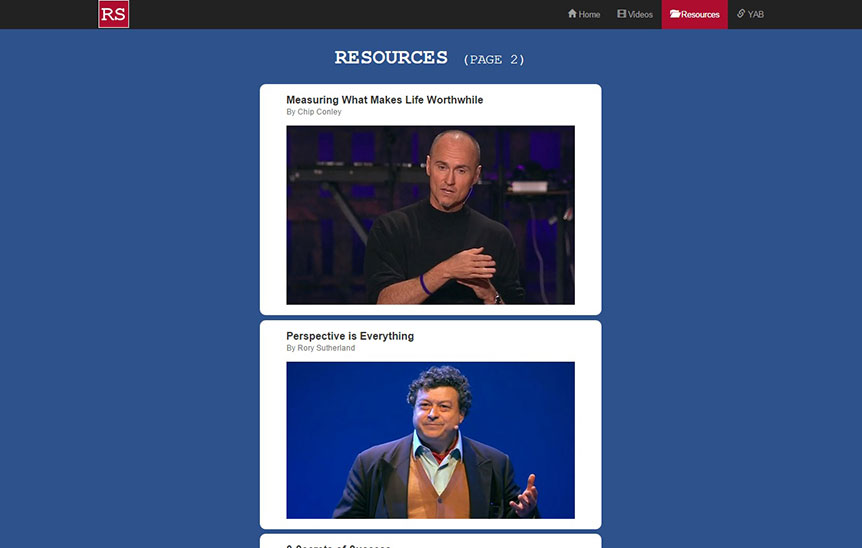 RS
Home Videos Resources YAB
RESOURCES (PAGE 2)
Measuring What Makes Life Worthwhile
By Chip Conley
Perspective is Everything
By Rory Sutherland